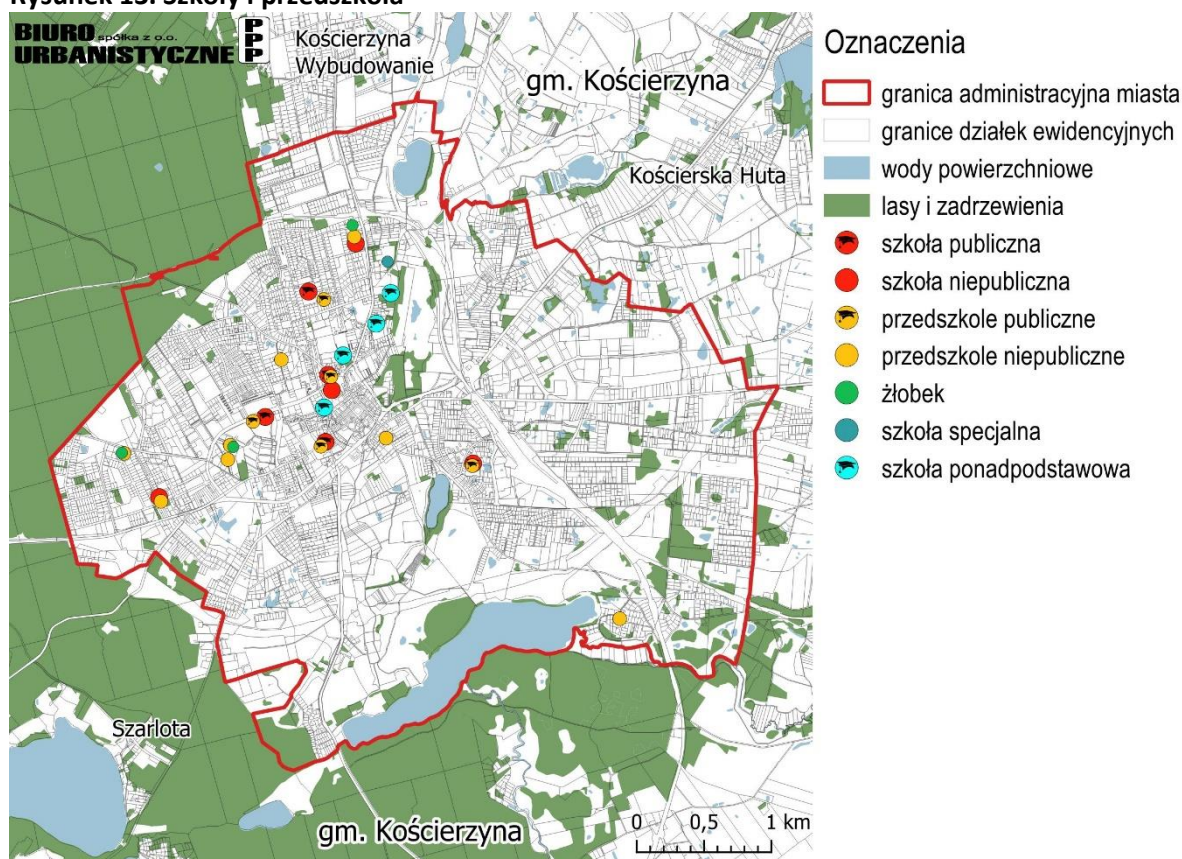 Rysunek 15. Szkoły i przedszkola
BIURO spółka z o.o.
URBANISTYCZNE
PPP
Kościerzyna
Wybudowanie
gm. Kościerzyna
Kościerska Huta
Szarlota
gm. Kościerzyna
0 0,5 1 km
Oznaczenia
granica administracyjna miasta
granice działek ewidencyjnych
wody powierzchniowe
lasy i zadrzewienia
szkoła publiczna
szkoła niepubliczna
przedszkole publiczne
przedszkole niepubliczne
żłobek
szkoła specjalna
szkoła ponadpodstawowa